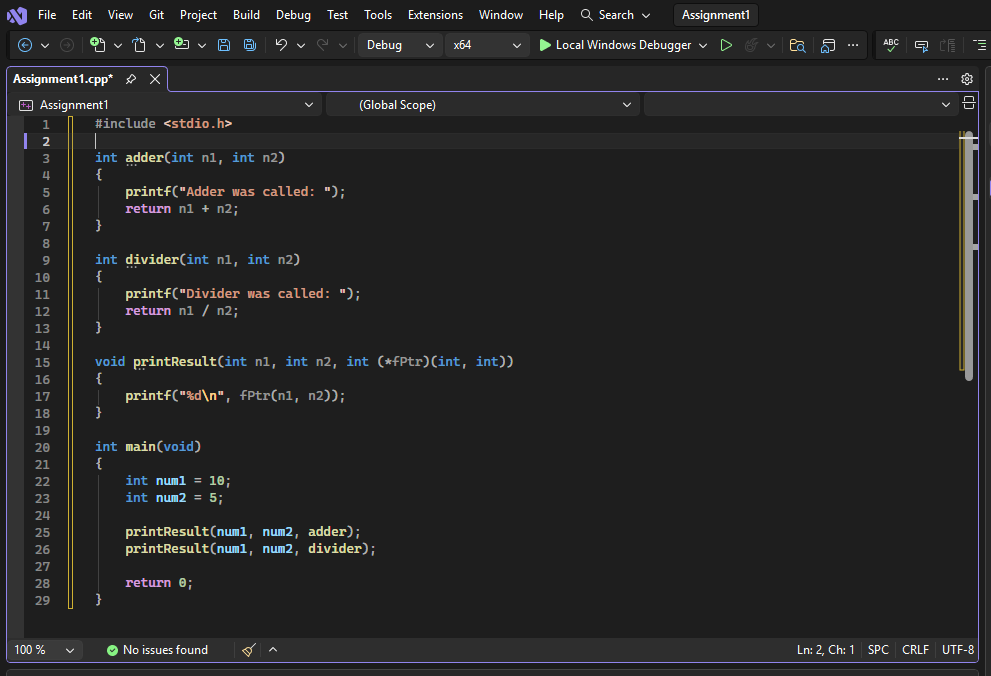 File Edit View Git Project Build Debug Test Tools Extensions Window Help Search Assignment1
Debug x64 Local Windows Debugger ABC
Assignment1.cpp*
Assignment1 (Global Scope)
1 #include <stdio.h>
2
3 int adder(int n1, int n2)
4 {
5     printf("Adder was called: ");
6     return n1 + n2;
7 }
8
9 int divider(int n1, int n2)
10 {
11     printf("Divider was called: ");
12     return n1 / n2;
13 }
14
15 void printResult(int n1, int n2, int (*fPtr)(int, int))
16 {
17     printf("%d\n", fPtr(n1, n2));
18 }
19
20 int main(void)
21 {
22     int num1 = 10;
23     int num2 = 5;
24
25     printResult(num1, num2, adder);
26     printResult(num1, num2, divider);
27
28     return 0;
29 }
100 % No issues found Ln: 2, Ch: 1 SPC CRLF UTF-8